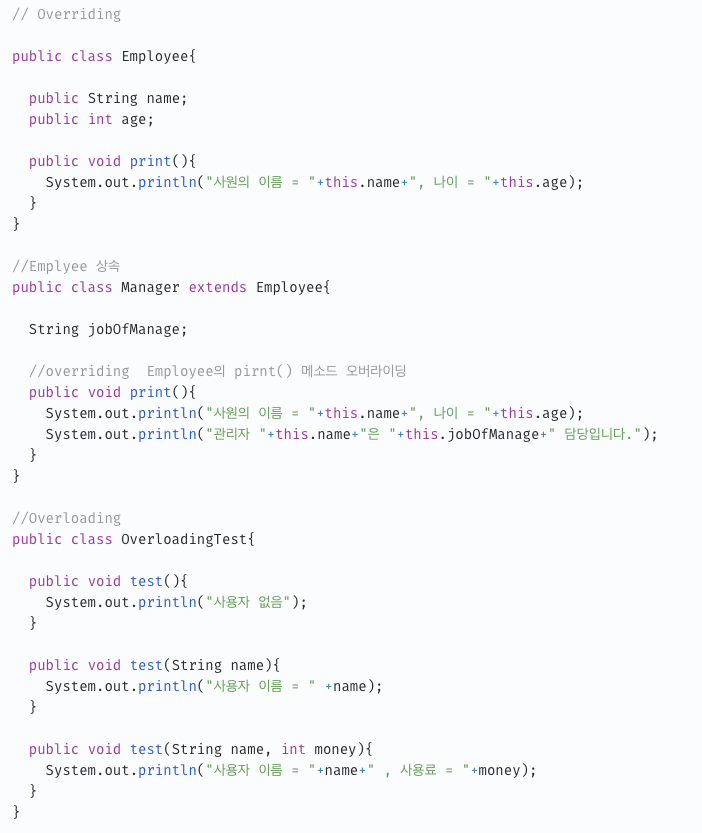 // Overriding
public class Employee{
public String name;
public int age;
public void print(){
System.out.println("사원의 이름 = "+this.name+", 나이 = "+this.age);
}
}
//Emplyee 상속
public class Manager extends Employee{
String jobOfManage;
//overriding  Employee의 pirnt() 메소드 오버라이딩
public void print(){
System.out.println("사원의 이름 = "+this.name+", 나이 = "+this.age);
System.out.println("관리자 "+this.name+"은 "+this.jobOfManage+" 담당입니다.");
}
}
//Overloading
public class OverloadingTest{
public void test(){
System.out.println("사용자 없음");
}
public void test(String name){
System.out.println("사용자 이름 = " +name);
}
public void test(String name, int money){
System.out.println("사용자 이름 = "+name+" , 사용료 = "+money);
}
}